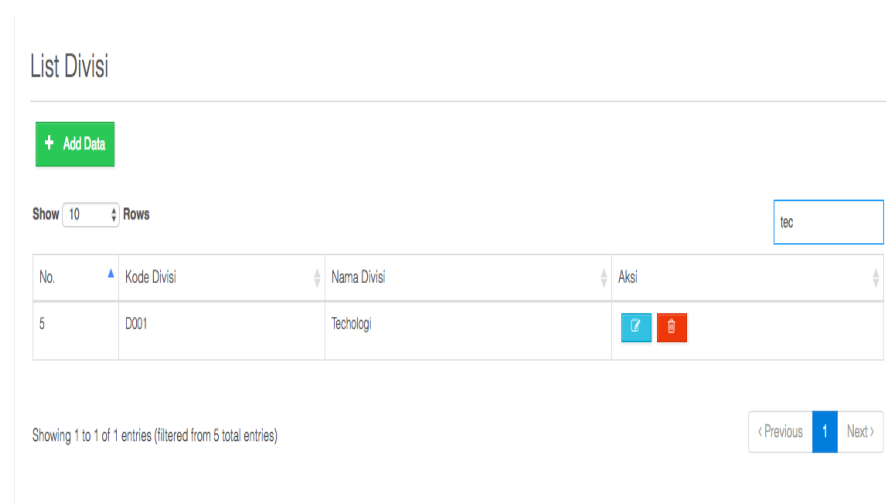 List Divisi
+ Add Data
Show 10 Rows
tec
No. Kode Divisi Nama Divisi Aksi
5 D001 Techologi
Showing 1 to 1 of 1 entries (filtered from 5 total entries)
‹ Previous 1 Next ›